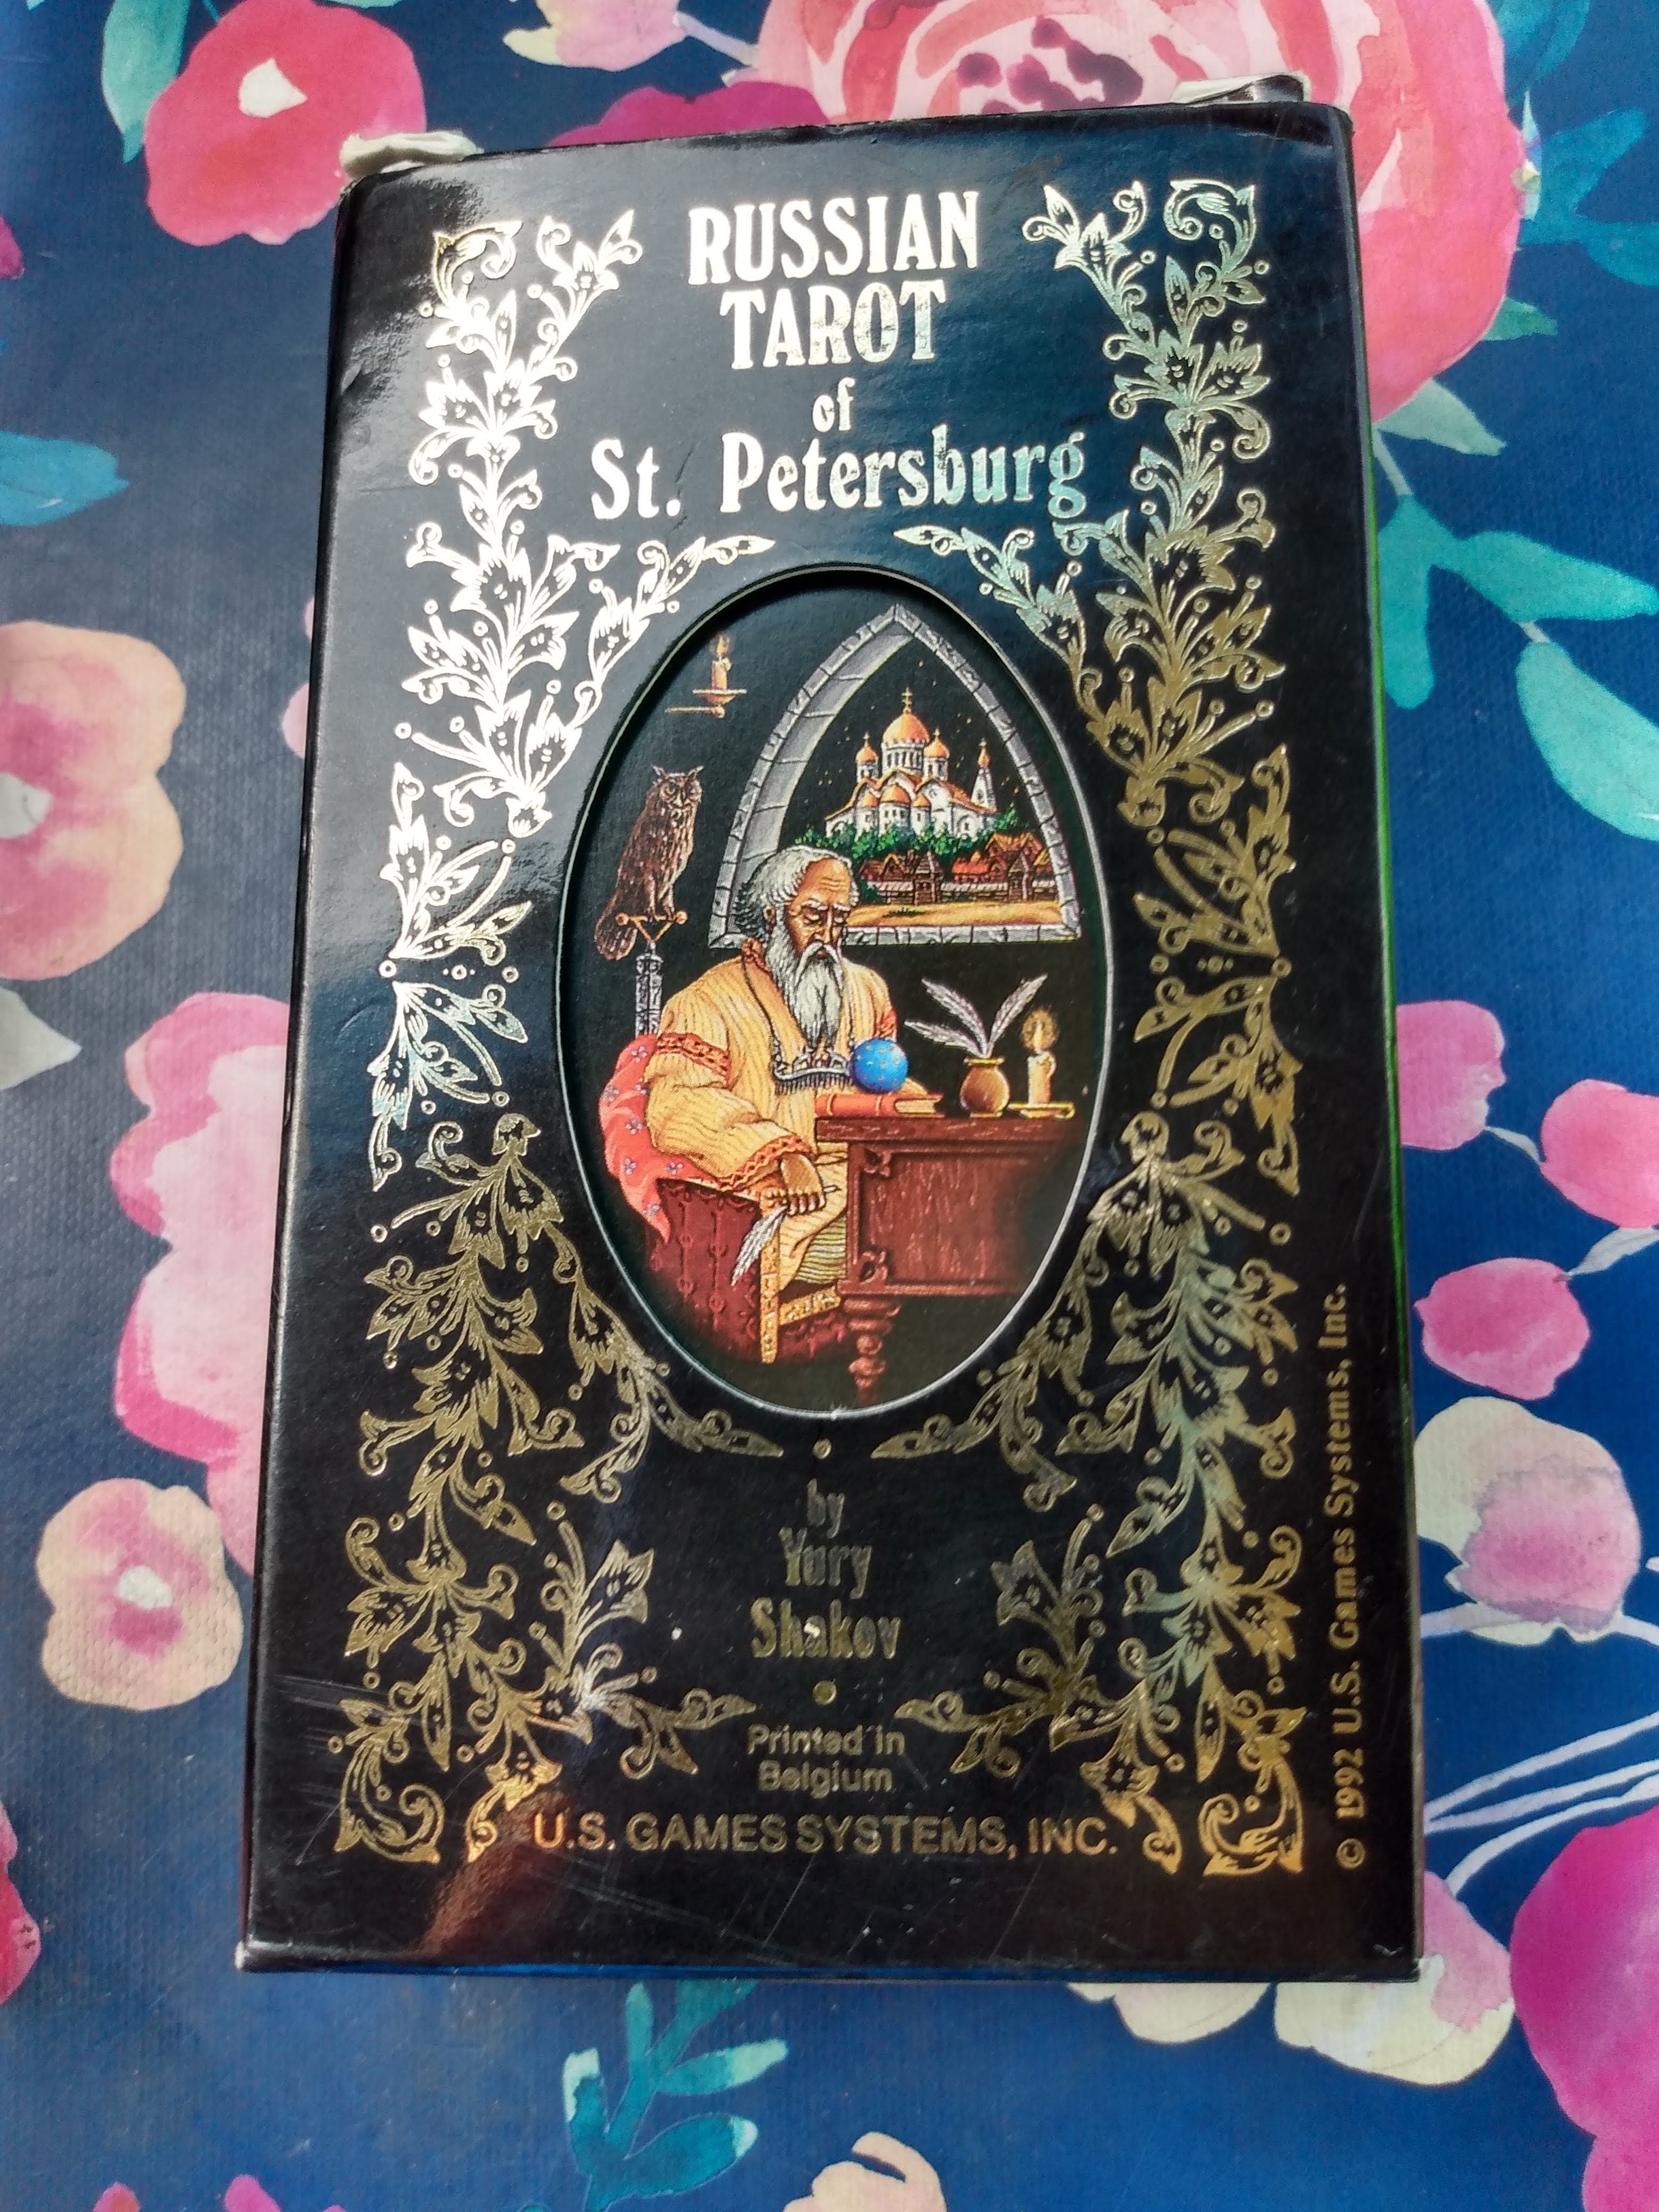 RUSSIAN
TAROT
of
St. Petersburg
by
Yury
Shakov
Printed in
Belgium
U.S. GAMES SYSTEMS, INC.
© 1992 U.S. Games Systems, Inc.